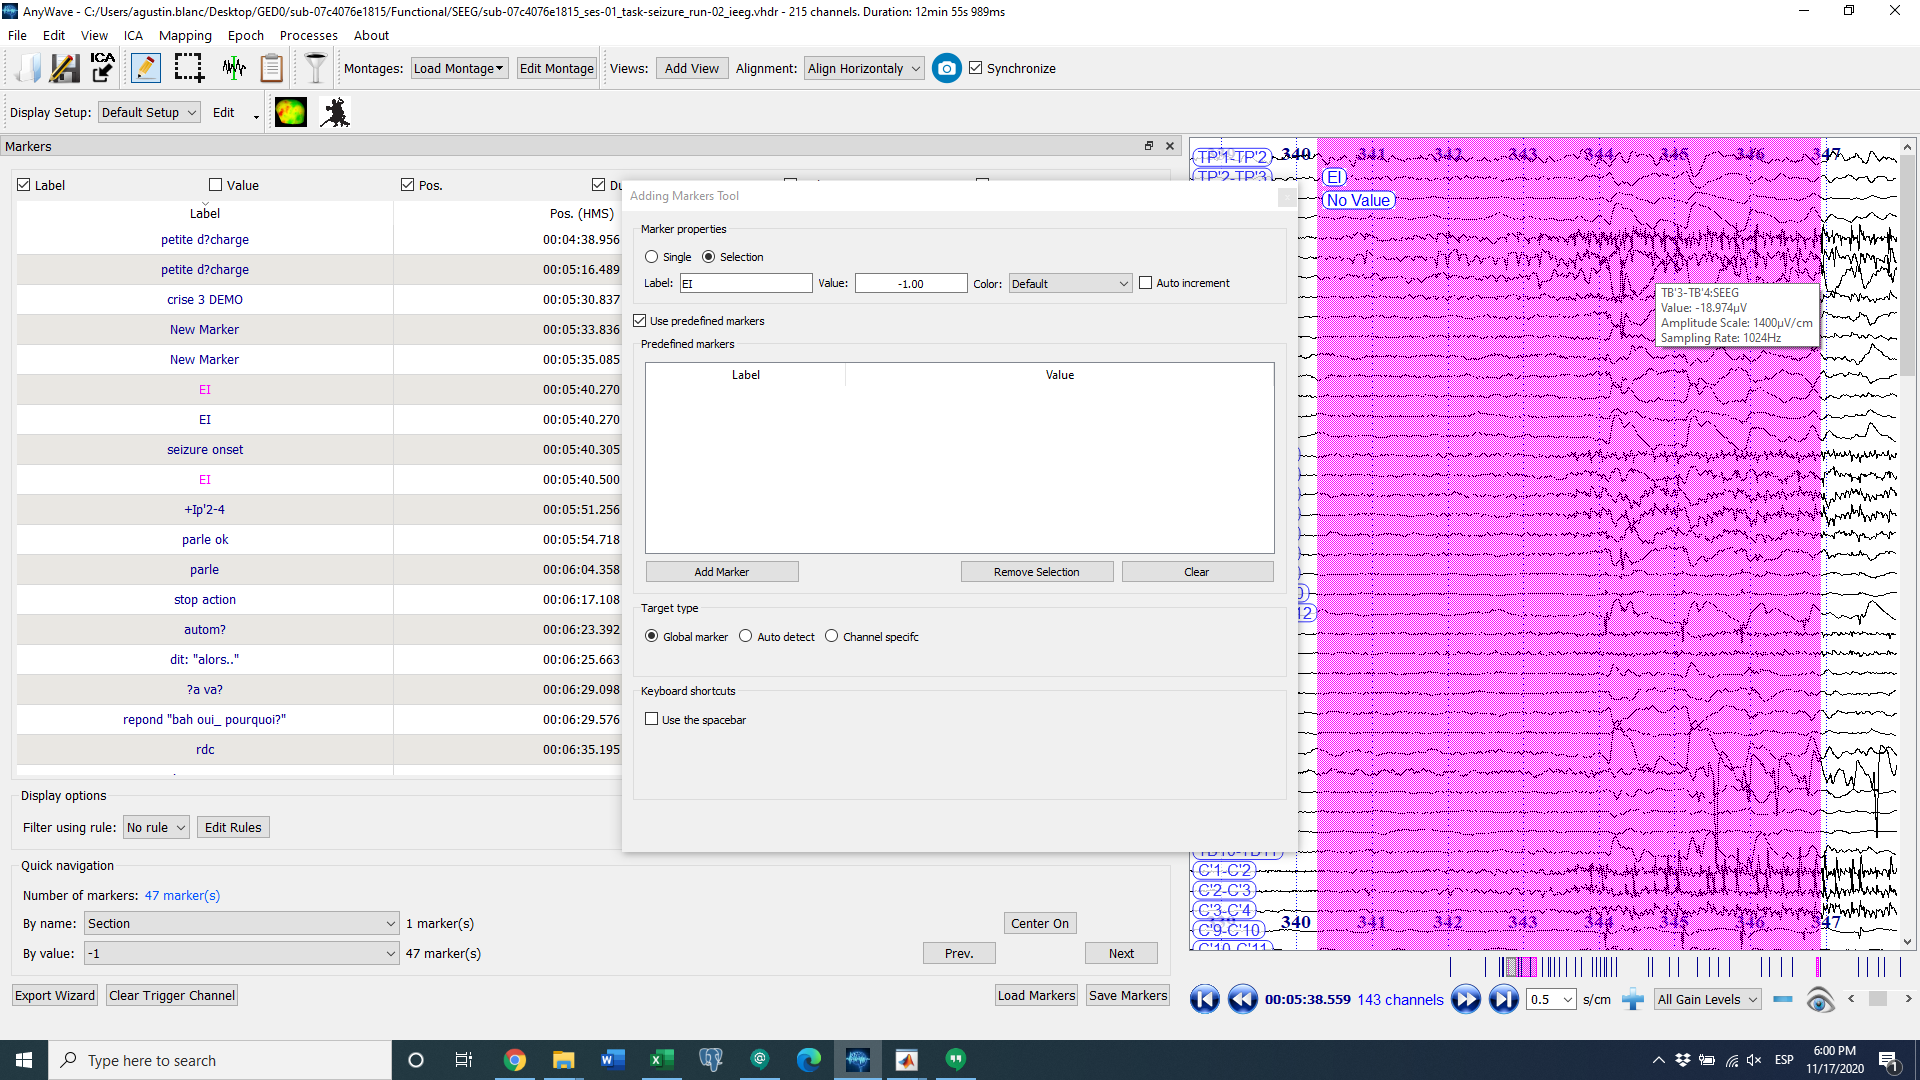 AnyWave - C:/Users/agustin.blanc/Desktop/GED0/sub-07c4076e1815/Functional/SEEG/sub-07c4076e1815_ses-01_task-seizure_run-02_ieeg.vhdr - 215 channels. Duration: 12min 55s 989ms
File Edit View ICA Mapping Epoch Processes About
ICA Montages: Load Montage Edit Montage Views: Add View Alignment: Align Horizontaly Synchronize
Display Setup: Default Setup Edit
Markers
Label Value Pos.
Label Pos. (HMS)
petite d?charge 00:04:38.956
petite d?charge 00:05:16.489
crise 3 DEMO 00:05:30.837
New Marker 00:05:33.836
New Marker 00:05:35.085
EI 00:05:40.270
EI 00:05:40.270
seizure onset 00:05:40.305
EI 00:05:40.500
+Ip'2-4 00:05:51.256
parle ok 00:05:54.718
parle 00:06:04.358
stop action 00:06:17.108
autom? 00:06:23.392
dit: "alors.." 00:06:25.663
?a va? 00:06:29.098
repond "bah oui_ pourquoi?" 00:06:29.576
rdc 00:06:35.195
Display options
Filter using rule: No rule Edit Rules
Quick navigation
Number of markers: 47 marker(s)
By name: Section 1 marker(s) Center On
By value: -1 47 marker(s) Prev. Next
Export Wizard Clear Trigger Channel Load Markers Save Markers
Adding Markers Tool
Marker properties
Single Selection
Label: EI Value: -1.00 Color: Default Auto increment
Use predefined markers
Predefined markers
Label Value
Add Marker Remove Selection Clear
Target type
Global marker Auto detect Channel specifc
Keyboard shortcuts
Use the spacebar
TP'1-TP'2 340 341 342 343 344 345 346 347
TP'2-TP'3
EI
No Value
TB'3-TB'4:SEEG
Value: -18.974µV
Amplitude Scale: 1400µV/cm
Sampling Rate: 1024Hz
C'1-C'2
C'2-C'3
C'3-C'4
340 341 342 343 344 345 346 347
C'9-C'10
C'10-C'11
00:05:38.559 143 channels 0.5 s/cm All Gain Levels
Type here to search
ESP 6:00 PM
11/17/2020 1